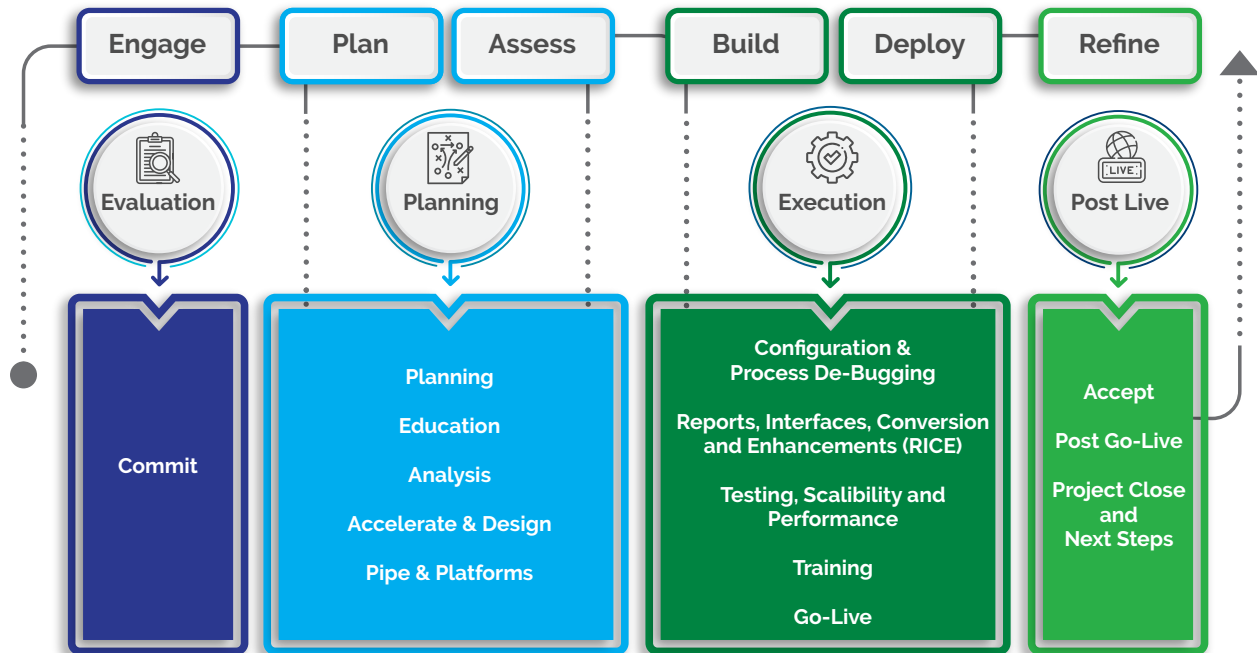 Engage
Plan
Assess
Build
Deploy
Refine
Evaluation
Planning
Execution
LIVE
Post Live
Commit
Planning
Education
Analysis
Accelerate & Design
Pipe & Platforms
Configuration &
Process De-Bugging
Reports, Interfaces, Conversion
and Enhancements (RICE)
Testing, Scalibility and
Performance
Training
Go-Live
Accept
Post Go-Live
Project Close
and
Next Steps